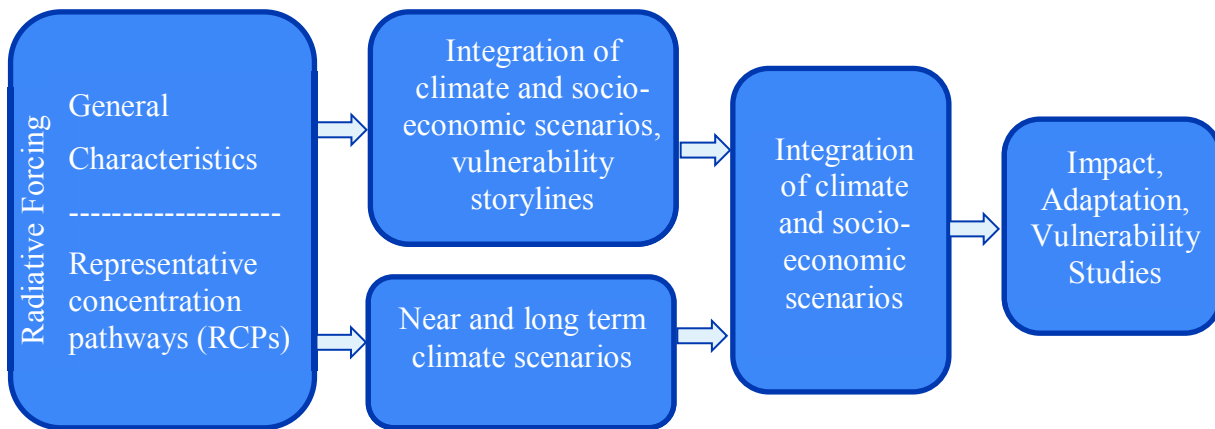 Radiative Forcing
General
Characteristics
--------------------
Representative
concentration
pathways (RCPs)
Integration of
climate and socio-
economic scenarios,
vulnerability
storylines
Near and long term
climate scenarios
Integration
of climate
and socio-
economic
scenarios
Impact,
Adaptation,
Vulnerability
Studies